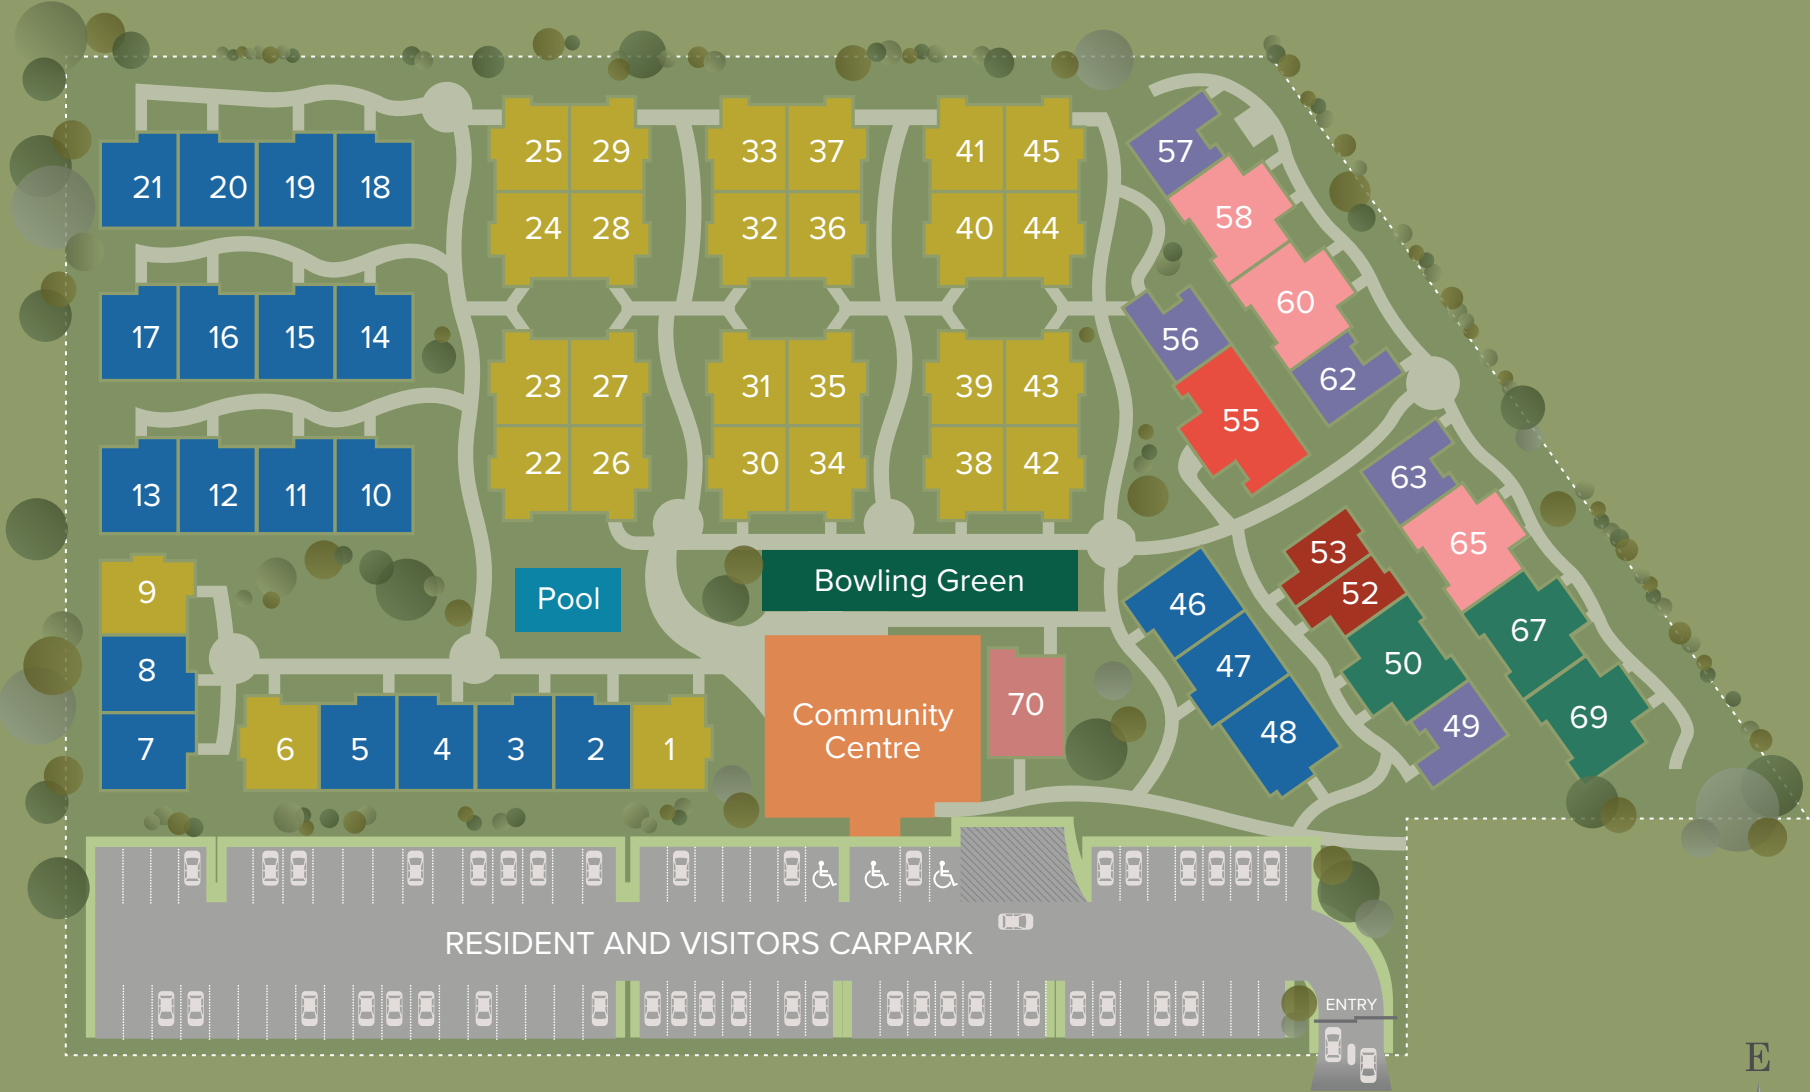 25 29 33 37 41 45 57
21 20 19 18
24 28 32 36 40 44 58
60
17 16 15 14 56
62
23 27 31 35 39 43
55
22 26 30 34 38 42 63
13 12 11 10
65
53
9 Pool Bowling Green 46 52
67
8 47 50
70 69
7 6 5 4 3 2 1 48 49
Community
Centre
RESIDENT AND VISITORS CARPARK
ENTRY
E